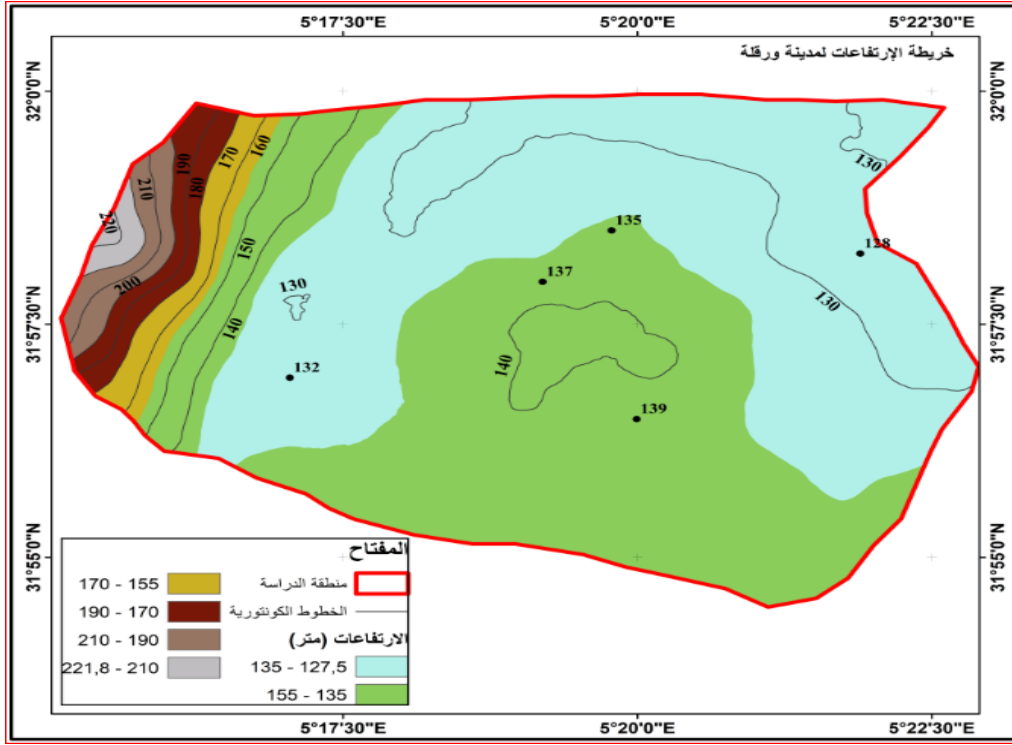 5°17'30"E 5°20'0"E 5°22'30"E
خريطة الإرتفاعات لمدينة ورقلة
32°0'0"N 32°0'0"N
31°57'30"N 31°57'30"N
31°55'0"N 31°55'0"N
190 170 160
210 180
220
200
150
140
130
130
130
140
135
128
137
132
139
المفتاح
منطقة الدراسة
الخطوط الكونتورية
الارتفاعات (متر)
127,5 - 135
135 - 155
155 - 170
170 - 190
190 - 210
210 - 221,8
5°17'30"E 5°20'0"E 5°22'30"E